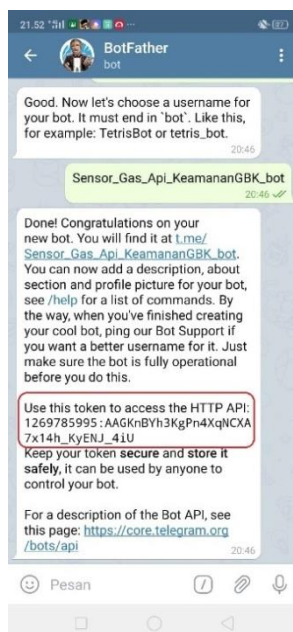 21.52
BotFather
bot
Good. Now let's choose a username for
your bot. It must end in `bot`. Like this,
for example: TetrisBot or tetris_bot.
20:46
Sensor_Gas_Api_KeamananGBK_bot
20:46
Done! Congratulations on your
new bot. You will find it at t.me/
Sensor_Gas_Api_KeamananGBK_bot.
You can now add a description, about
section and profile picture for your bot,
see /help for a list of commands. By
the way, when you've finished creating
your cool bot, ping our Bot Support if
you want a better username for it. Just
make sure the bot is fully operational
before you do this.
Use this token to access the HTTP API:
1269785995:AAGKnBYh3KgPn4XqNCXA
7x14h_KyENJ_4iU
Keep your token secure and store it
safely, it can be used by anyone to
control your bot.
For a description of the Bot API, see
this page: https://core.telegram.org
/bots/api
20:46
Pesan